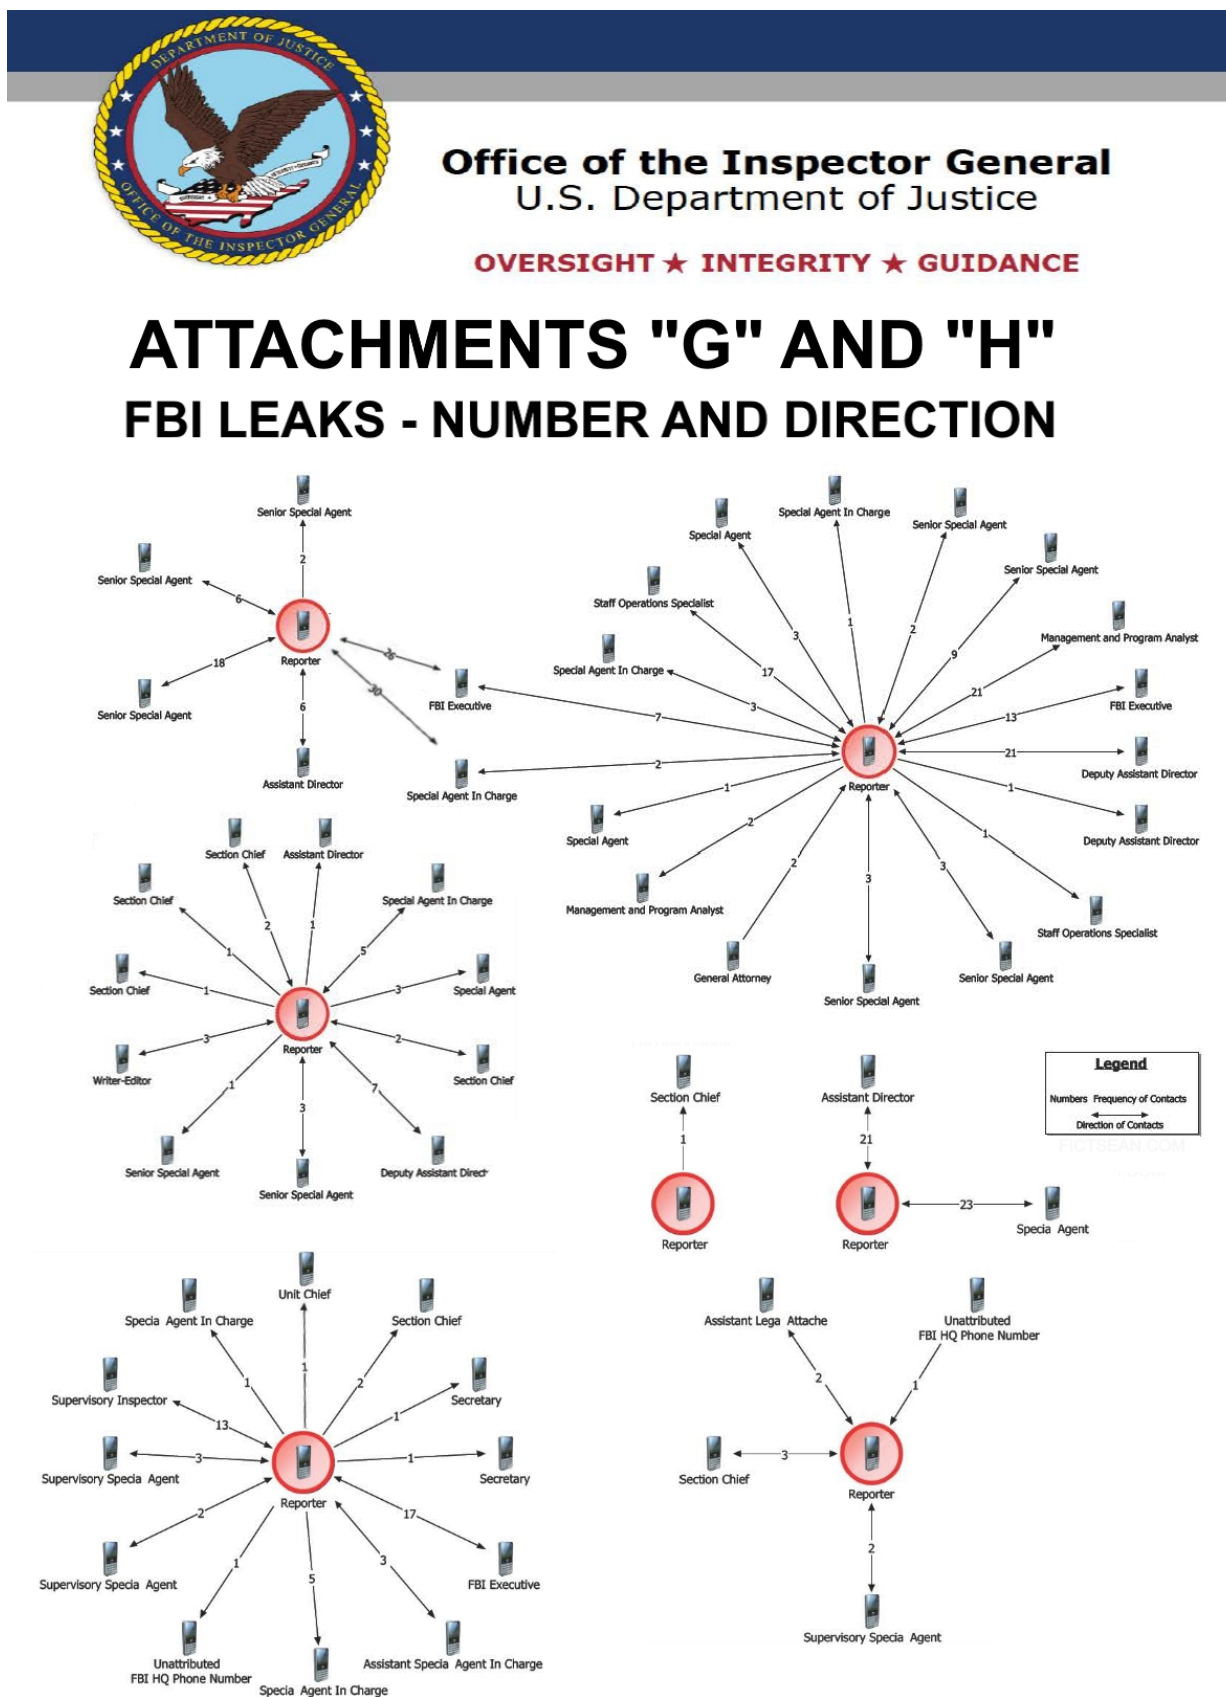 DEPARTMENT OF JUSTICE
OFFICE OF THE INSPECTOR GENERAL
Office of the Inspector General
U.S. Department of Justice
OVERSIGHT ★ INTEGRITY ★ GUIDANCE
ATTACHMENTS "G" AND "H"
FBI LEAKS - NUMBER AND DIRECTION
Senior Special Agent
2
Senior Special Agent
6
Reporter
18
Senior Special Agent
6
Assistant Director
26
FBI Executive
30
Special Agent In Charge
Special Agent In Charge
1
Special Agent
3
Senior Special Agent
2
Senior Special Agent
9
Staff Operations Specialist
17
Management and Program Analyst
21
Special Agent In Charge
3
FBI Executive
13
7
2
21
Deputy Assistant Director
Reporter
1
Special Agent
1
Deputy Assistant Director
2
Management and Program Analyst
2
General Attorney
3
Senior Special Agent
3
Senior Special Agent
1
Staff Operations Specialist
Section Chief
2
Assistant Director
1
Section Chief
1
Special Agent In Charge
5
Section Chief
1
Special Agent
3
Reporter
Writer-Editor
3
Section Chief
2
Senior Special Agent
1
Senior Special Agent
3
Deputy Assistant Direct
7
Section Chief
1
Reporter
Assistant Director
21
Reporter
23
Specia Agent
Legend
Numbers Frequency of Contacts
Direction of Contacts
FICTSEAN.COM
Unit Chief
1
Specia Agent In Charge
1
Section Chief
2
Supervisory Inspector
13
Secretary
1
Supervisory Specia Agent
3
Secretary
1
Reporter
Supervisory Specia Agent
2
FBI Executive
17
Unattributed
FBI HQ Phone Number
1
Specia Agent In Charge
5
Assistant Specia Agent In Charge
3
Assistant Lega Attache
2
Unattributed
FBI HQ Phone Number
1
Section Chief
3
Reporter
2
Supervisory Specia Agent